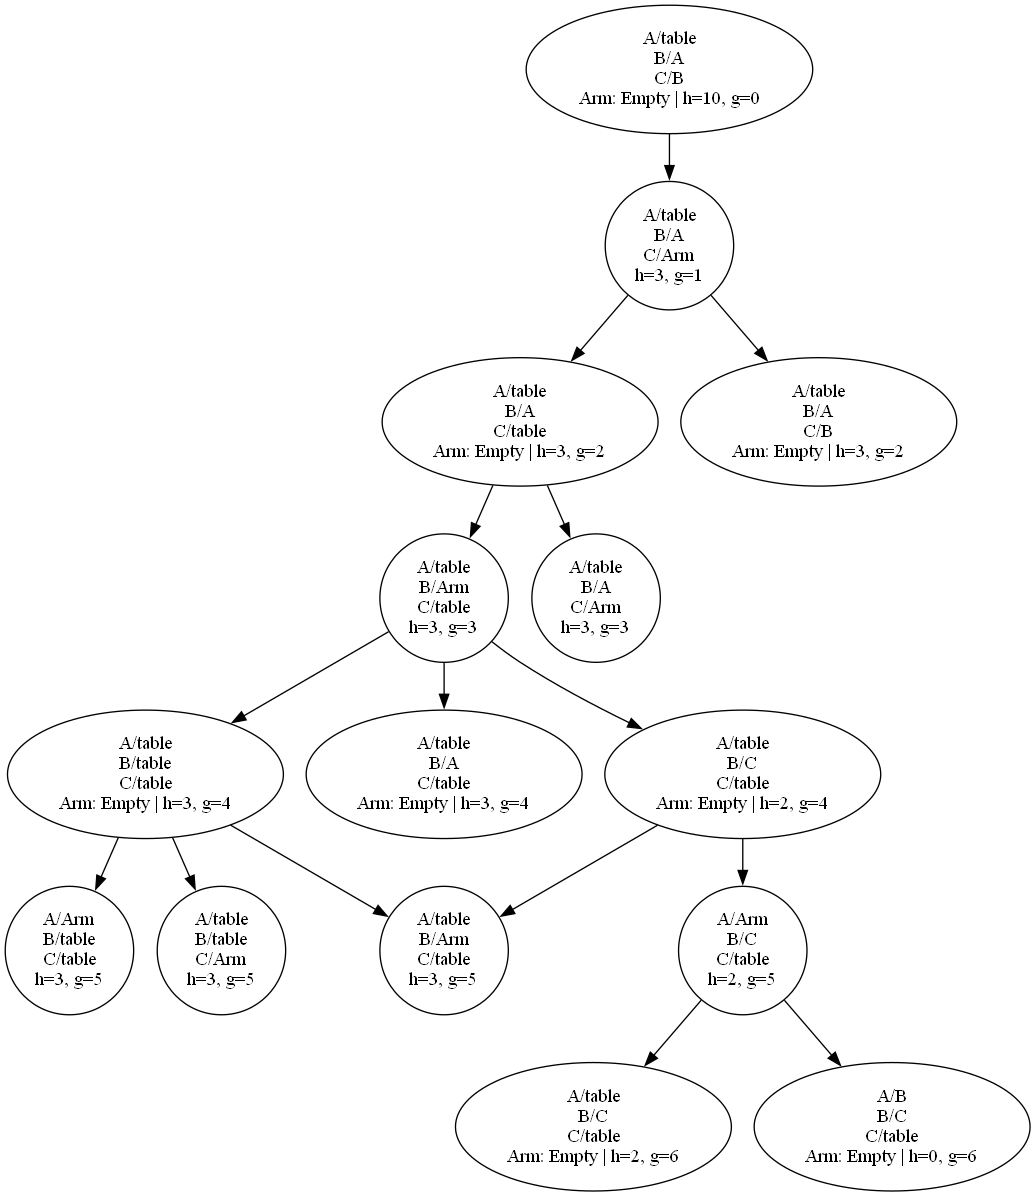 A/table
B/A
C/B
Arm: Empty | h=10, g=0
A/table
B/A
C/Arm
h=3, g=1
A/table
B/A
C/table
Arm: Empty | h=3, g=2
A/table
B/A
C/B
Arm: Empty | h=3, g=2
A/table
B/Arm
C/table
h=3, g=3
A/table
B/A
C/Arm
h=3, g=3
A/table
B/table
C/table
Arm: Empty | h=3, g=4
A/table
B/A
C/table
Arm: Empty | h=3, g=4
A/table
B/C
C/table
Arm: Empty | h=2, g=4
A/Arm
B/table
C/table
h=3, g=5
A/table
B/table
C/Arm
h=3, g=5
A/table
B/Arm
C/table
h=3, g=5
A/Arm
B/C
C/table
h=2, g=5
A/table
B/C
C/table
Arm: Empty | h=2, g=6
A/B
B/C
C/table
Arm: Empty | h=0, g=6